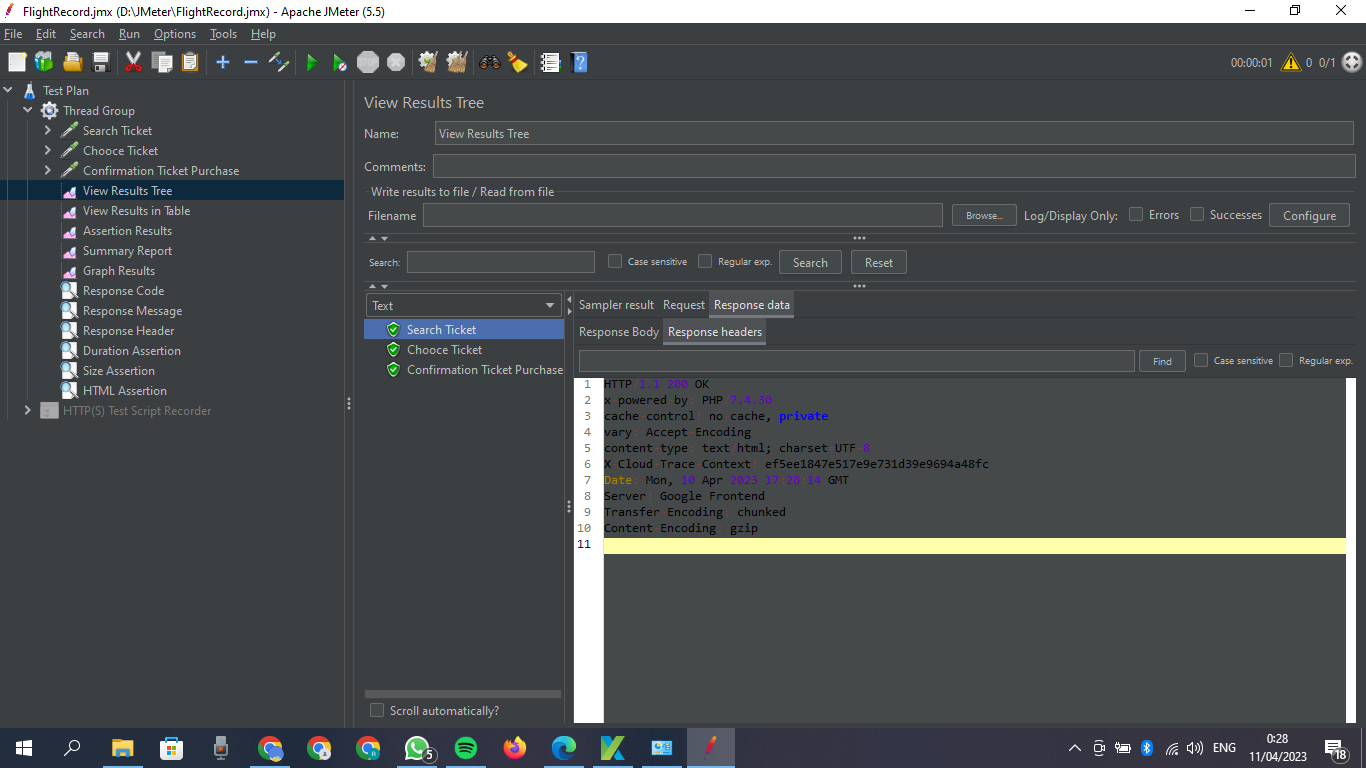 FlightRecord.jmx (D:\JMeter\FlightRecord.jmx) - Apache JMeter (5.5)
File Edit Search Run Options Tools Help
STOP
00:00:01 0 0/1
Test Plan
Thread Group
Search Ticket
Chooce Ticket
Confirmation Ticket Purchase
View Results Tree
View Results in Table
Assertion Results
Summary Report
Graph Results
Response Code
Response Message
Response Header
Duration Assertion
Size Assertion
HTML Assertion
HTTP(S) Test Script Recorder
View Results Tree
Name: View Results Tree
Comments:
Write results to file / Read from file
Filename Browse... Log/Display Only: Errors Successes Configure
Search: Case sensitive Regular exp. Search Reset
Text
Search Ticket
Chooce Ticket
Confirmation Ticket Purchase
Scroll automatically?
Sampler result Request Response data
Response Body Response headers
Find Case sensitive Regular exp.
1 HTTP 1.1 200 OK
2 x powered by: PHP 7.4.30
3 cache control: no cache, private
4 vary: Accept Encoding
5 content type: text html; charset UTF 8
6 X Cloud Trace Context: ef5ee1847e517e9e731d39e9694a48fc
7 Date: Mon, 10 Apr 2023 17 28 14 GMT
8 Server: Google Frontend
9 Transfer Encoding: chunked
10 Content Encoding: gzip
11
5
ENG
0:28
11/04/2023
18